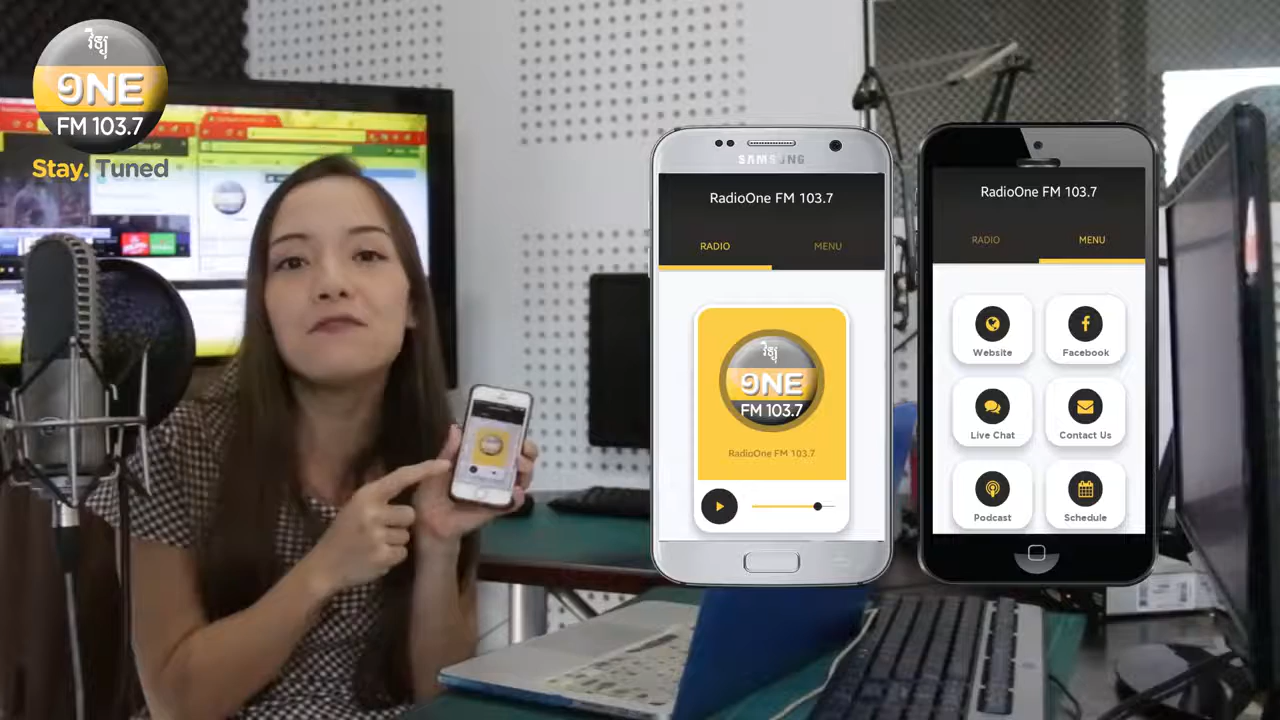 វិទ្យុ
ONE
FM 103.7
Stay. Tuned
SAMSUNG
RadioOne FM 103.7
RADIO
MENU
វិទ្យុ
ONE
FM 103.7
RadioOne FM 103.7
RadioOne FM 103.7
RADIO
MENU
Website
Facebook
Live Chat
Contact Us
Podcast
Schedule